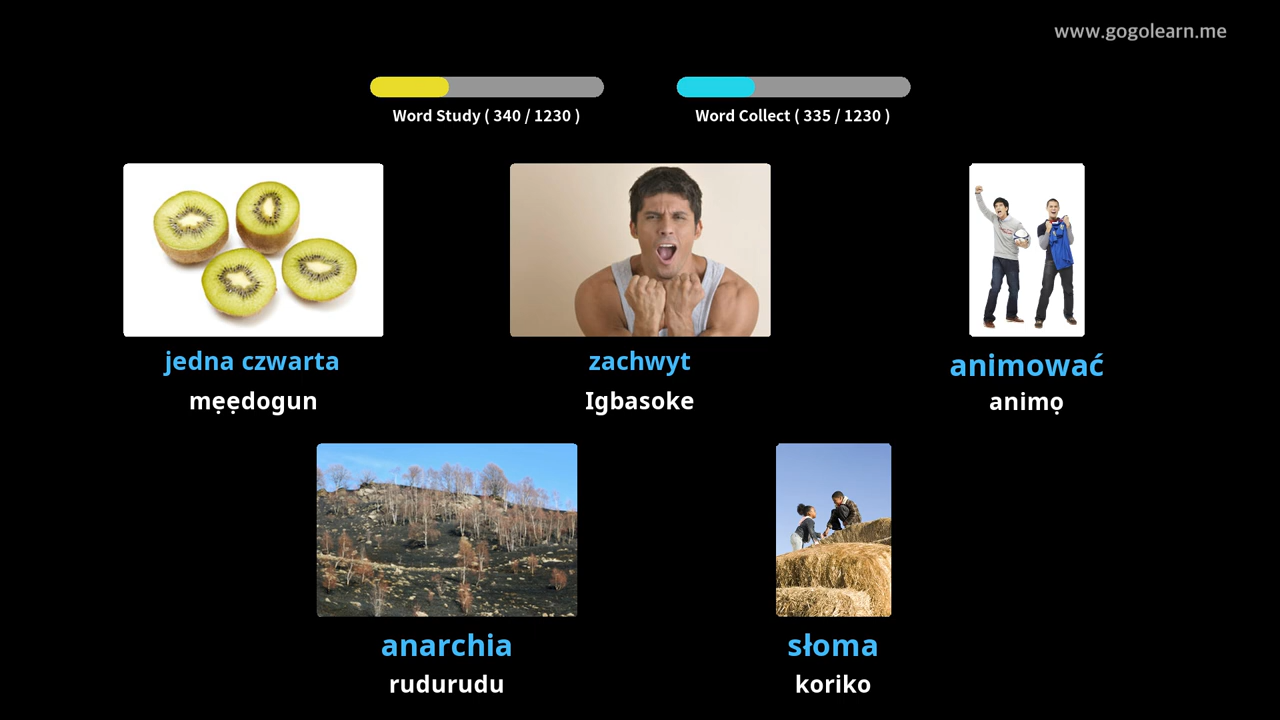 www.gogolearn.me
Word Study ( 340 / 1230 )
Word Collect ( 335 / 1230 )
jedna czwarta
mẹẹdogun
zachwyt
Igbasoke
animować
animọ
anarchia
rudurudu
słoma
koriko